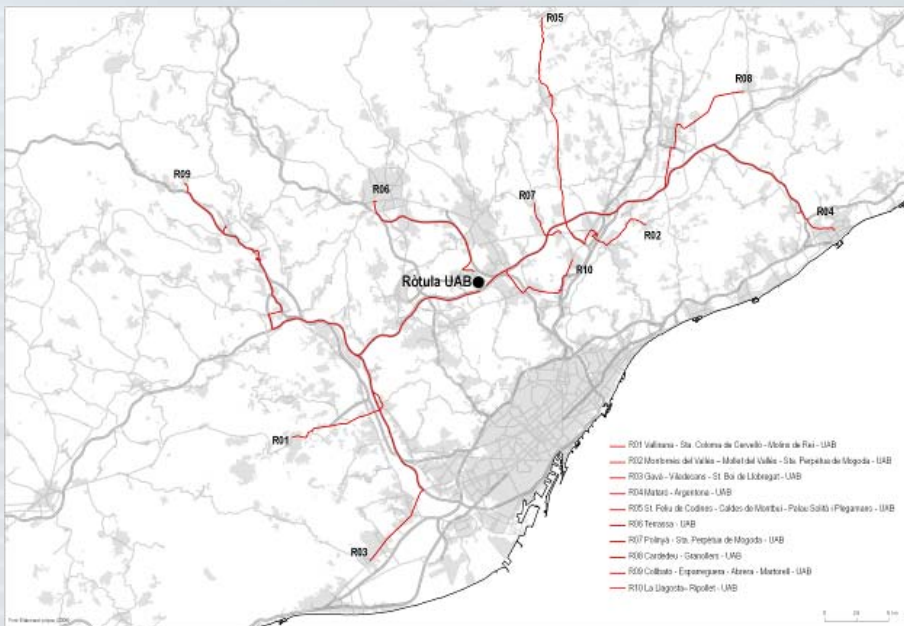 R05
R08
R09
R06
R07
R04
R02
R10
Ròtula UAB
R01
R03
R01 Vallirana - Sta. Coloma de Cervelló - Molins de Rei - UAB
R02 Montornès del Vallès - Mollet del Vallès - Sta. Perpètua de Mogoda - UAB
R03 Gavà - Viladecans - St. Boi de Llobregat - UAB
R04 Mataró - Argentona - UAB
R05 St. Feliu de Codines - Caldes de Montbui - Palau Solità i Plegamans - UAB
R06 Terrassa - UAB
R07 Polinyà - Sta. Perpètua de Mogoda - UAB
R08 Cardedeu - Granollers - UAB
R09 Collbató - Esparreguera - Abrera - Martorell - UAB
R10 La Llagosta - Ripollet - UAB